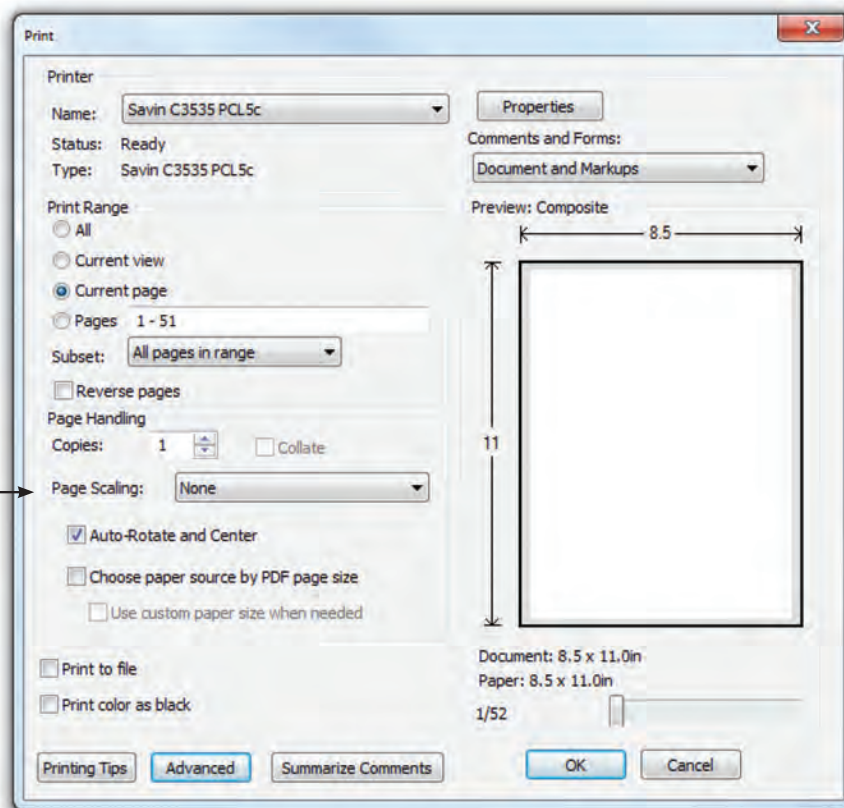 Print
Printer
Name: Savin C3535 PCL5c
Properties
Status: Ready
Comments and Forms:
Type: Savin C3535 PCL5c
Document and Markups
Print Range
Preview: Composite
All
8.5
Current view
Current page
Pages 1 - 51
Subset: All pages in range
Reverse pages
Page Handling
Copies: 1 Collate
11
Page Scaling: None
Auto-Rotate and Center
Choose paper source by PDF page size
Use custom paper size when needed
Document: 8.5 x 11.0in
Print to file
Paper: 8.5 x 11.0in
Print color as black
1/52
Printing Tips Advanced Summarize Comments OK Cancel